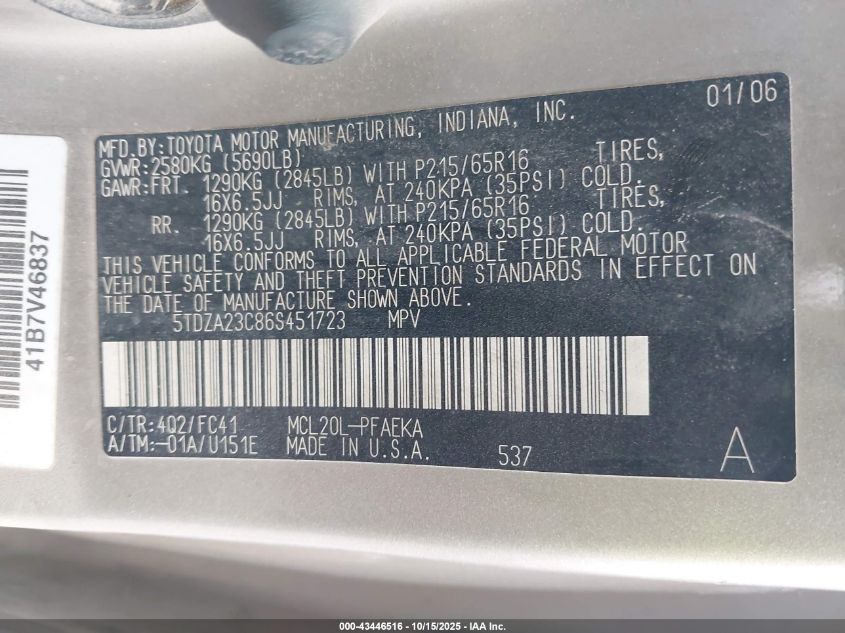 01/06
MFD. BY: TOYOTA MOTOR MANUFACTURING, INDIANA, INC.
GVWR: 2580KG (5690LB)
GAWR: FRT. 1290KG (2845LB) WITH P215/65R16 TIRES,
16X6.5JJ RIMS, AT 240KPA (35PSI) COLD.
RR. 1290KG (2845LB) WITH P215/65R16 TIRES,
16X6.5JJ RIMS, AT 240KPA (35PSI) COLD.
THIS VEHICLE CONFORMS TO ALL APPLICABLE FEDERAL MOTOR
VEHICLE SAFETY AND THEFT PREVENTION STANDARDS IN EFFECT ON
THE DATE OF MANUFACTURE SHOWN ABOVE.
5TDZA23C86S451723 MPV
C/TR: 4Q2/FC41 MCL20L-PFAEKA
A/TM: -01A/U151E MADE IN U.S.A. 537 A
41B7V46837
000-43446516 - 10/15/2025 - IAA Inc.